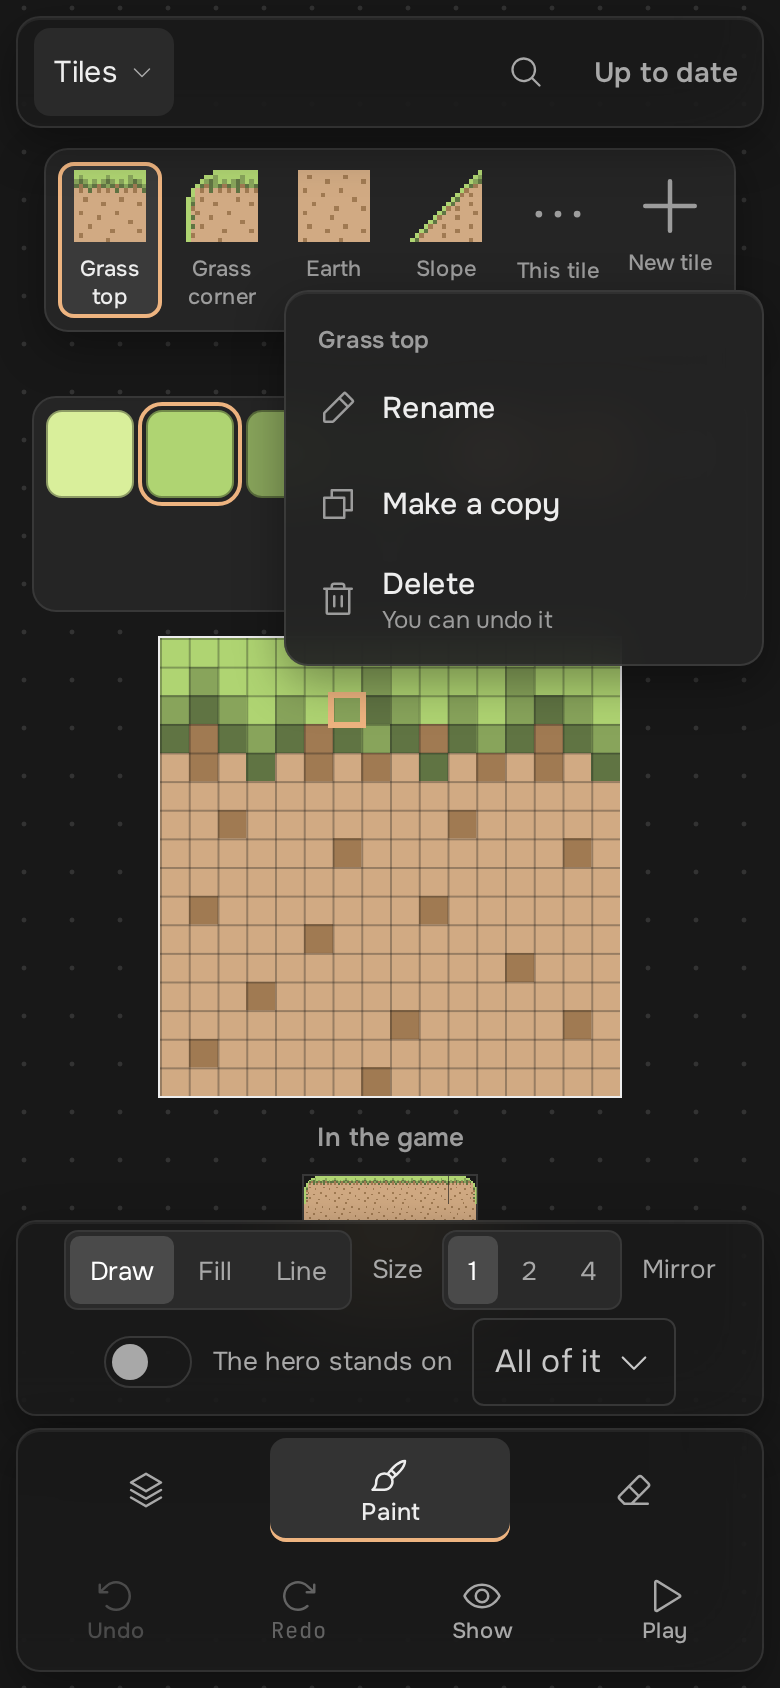 Tiles
Up to date
Grass top
Grass corner
Earth
Slope
This tile
New tile
Grass top
Rename
Make a copy
Delete
You can undo it
In the game
Draw Fill Line Size 1 2 4 Mirror
The hero stands on All of it
Paint
Undo Redo Show Play